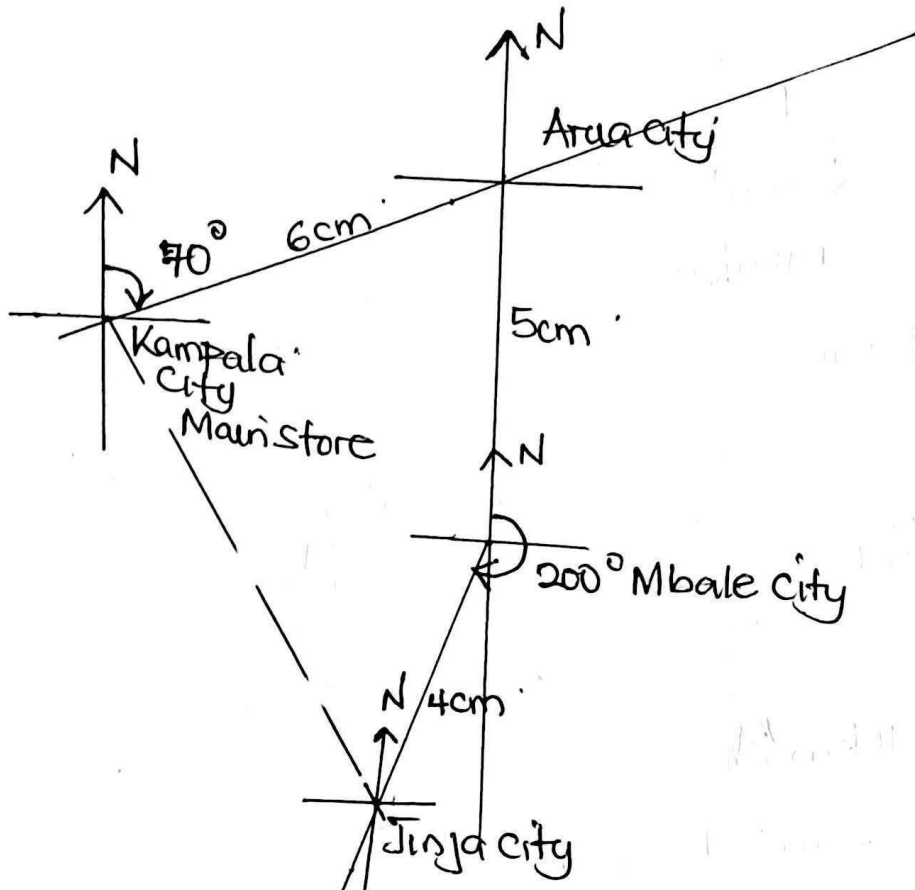 N
Arua city
N
70°
6cm
5cm
Kampala
City
Main store
N
200° Mbale city
N
4cm
Jinja city